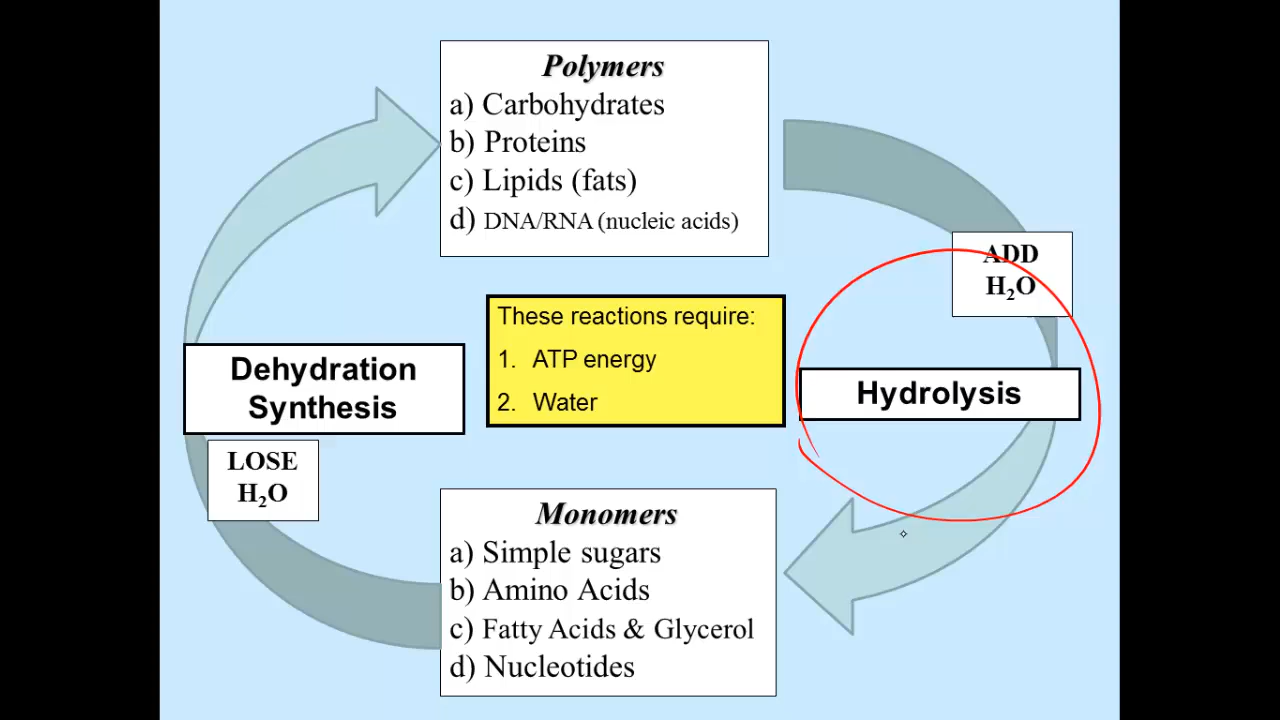 Polymers
a) Carbohydrates
b) Proteins
c) Lipids (fats)
d) DNA/RNA (nucleic acids)
ADD
H₂O
These reactions require:
1. ATP energy
2. Water
Dehydration
Synthesis
Hydrolysis
LOSE
H₂O
Monomers
a) Simple sugars
b) Amino Acids
c) Fatty Acids & Glycerol
d) Nucleotides